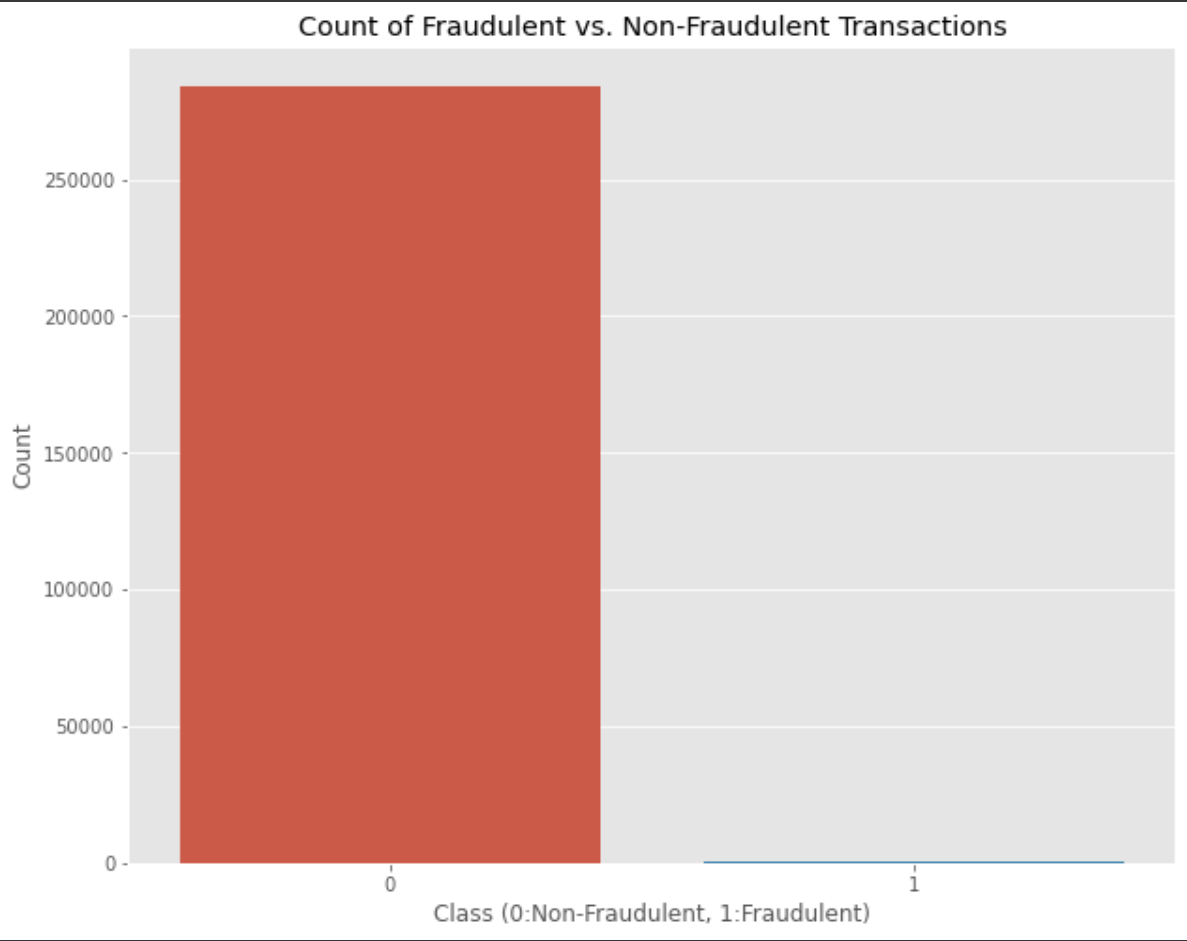 Count of Fraudulent vs. Non-Fraudulent Transactions
250000
200000
150000
100000
50000
0
Count
0
1
Class (0:Non-Fraudulent, 1:Fraudulent)